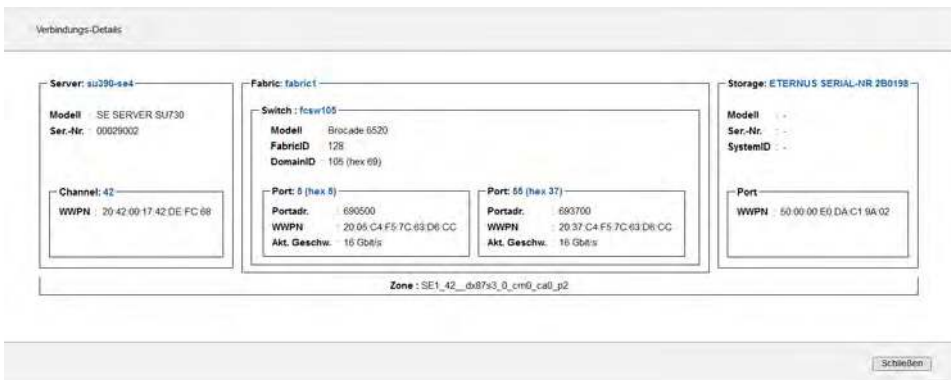 Verbindungs-Details
Server: su390-se4
Modell : SE SERVER SU730
Ser.-Nr. : 00029002
Channel: 42
WWPN : 20:42:00:17:42:DE:FC:68
Fabric: fabric1
Switch : fcsw105
Modell : Brocade 6520
FabricID : 128
DomainID : 105 (hex 69)
Port: 5 (hex 5)
Portadr. : 690500
WWPN : 20:05:C4:F5:7C:63:D6:CC
Akt. Geschw. : 16 Gbit/s
Port: 55 (hex 37)
Portadr. : 693700
WWPN : 20:37:C4:F5:7C:63:D6:CC
Akt. Geschw. : 16 Gbit/s
Storage: ETERNUS SERIAL-NR 2B0198
Modell : -
Ser.-Nr. : -
SystemID : -
Port
WWPN : 50:00:00:E0:DA:C1:9A:02
Zone : SE1_42__dx87s3_0_cm0_ca0_p2
Schließen